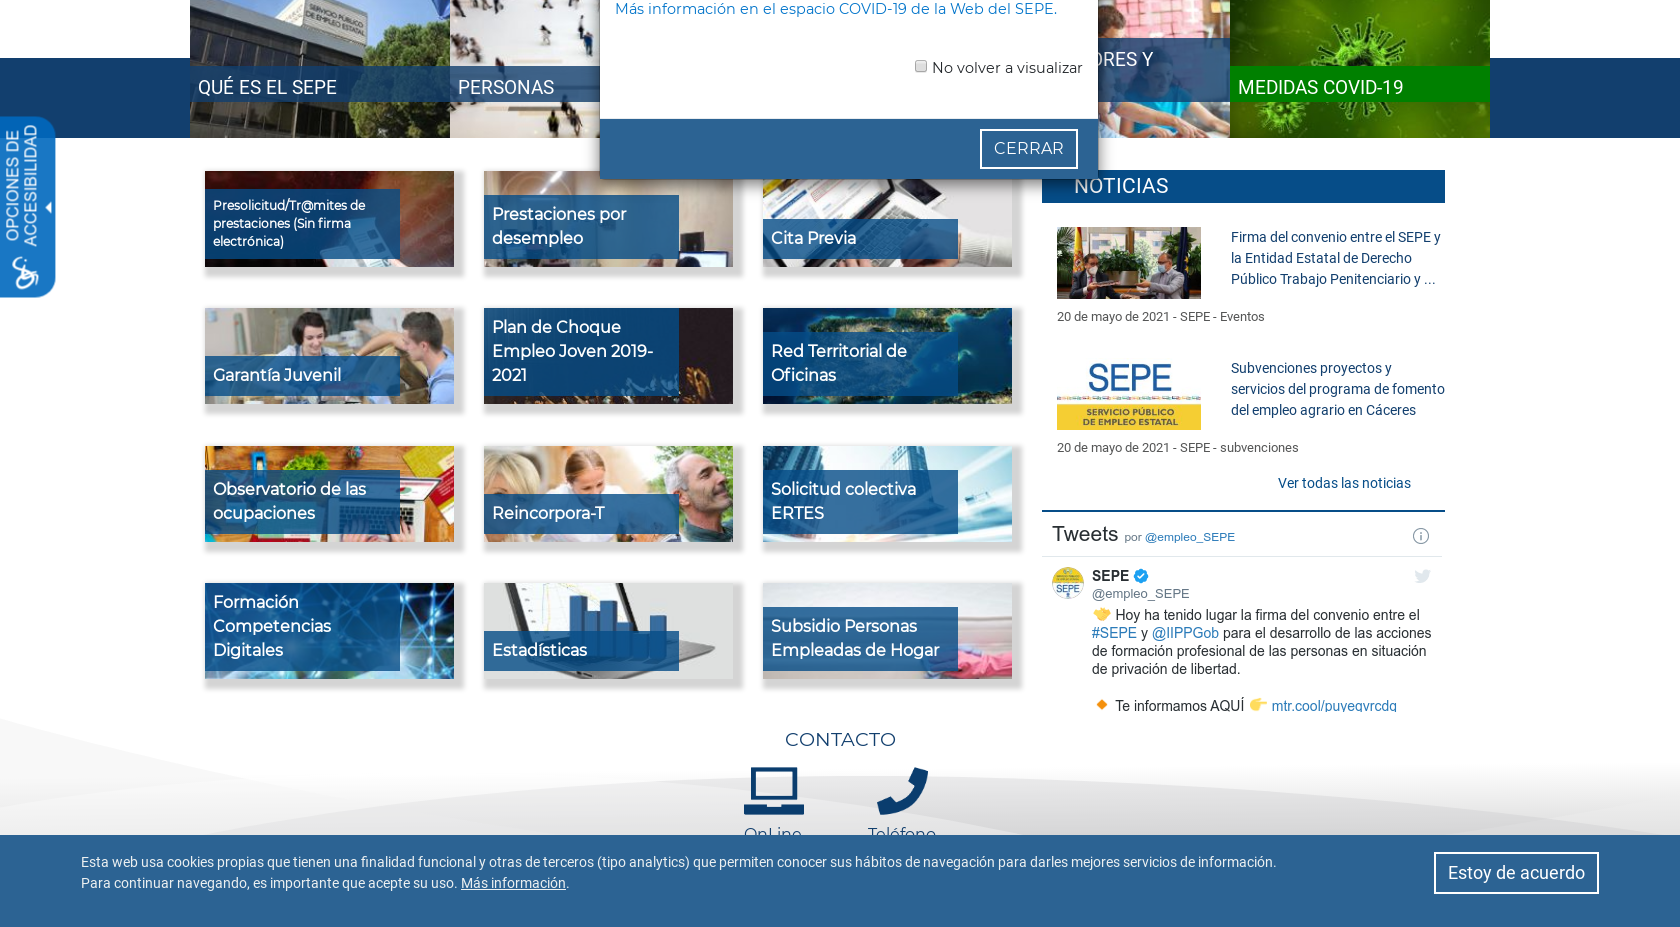 Más información en el espacio COVID-19 de la Web del SEPE.
No volver a visualizar
CERRAR
SERVICIO PÚBLICO
DE EMPLEO ESTATAL
QUÉ ES EL SEPE
PERSONAS
ORES Y
MEDIDAS COVID-19
OPCIONES DE
ACCESIBILIDAD
Presolicitud/Tr@mites de
prestaciones (Sin firma
electrónica)
Prestaciones por
desempleo
Cita Previa
Garantía Juvenil
Plan de Choque
Empleo Joven 2019-
2021
Red Territorial de
Oficinas
Observatorio de las
ocupaciones
Reincorpora-T
Solicitud colectiva
ERTES
Formación
Competencias
Digitales
Estadísticas
Subsidio Personas
Empleadas de Hogar
NOTICIAS
Firma del convenio entre el SEPE y
la Entidad Estatal de Derecho
Público Trabajo Penitenciario y ...
20 de mayo de 2021 - SEPE - Eventos
SEPE
SERVICIO PÚBLICO
DE EMPLEO ESTATAL
Subvenciones proyectos y
servicios del programa de fomento
del empleo agrario en Cáceres
20 de mayo de 2021 - SEPE - subvenciones
Ver todas las noticias
Tweets por @empleo_SEPE
SEPE
SEPE
@empleo_SEPE
Hoy ha tenido lugar la firma del convenio entre el
#SEPE y @IIPPGob para el desarrollo de las acciones
de formación profesional de las personas en situación
de privación de libertad.
Te informamos AQUÍ mtr.cool/puyeqvrcdq
CONTACTO
OnLine
Teléfono
Esta web usa cookies propias que tienen una finalidad funcional y otras de terceros (tipo analytics) que permiten conocer sus hábitos de navegación para darles mejores servicios de información.
Para continuar navegando, es importante que acepte su uso. Más información.
Estoy de acuerdo